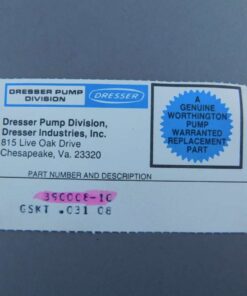 DRESSER PUMP
DIVISION
DRESSER
Dresser Pump Division,
Dresser Industries, Inc.
815 Live Oak Drive
Chesapeake, Va. 23320
A
GENUINE
WORTHINGTON
PUMP
WARRANTED
REPLACEMENT
PART
PART NUMBER AND DESCRIPTION
GSKT .031 08